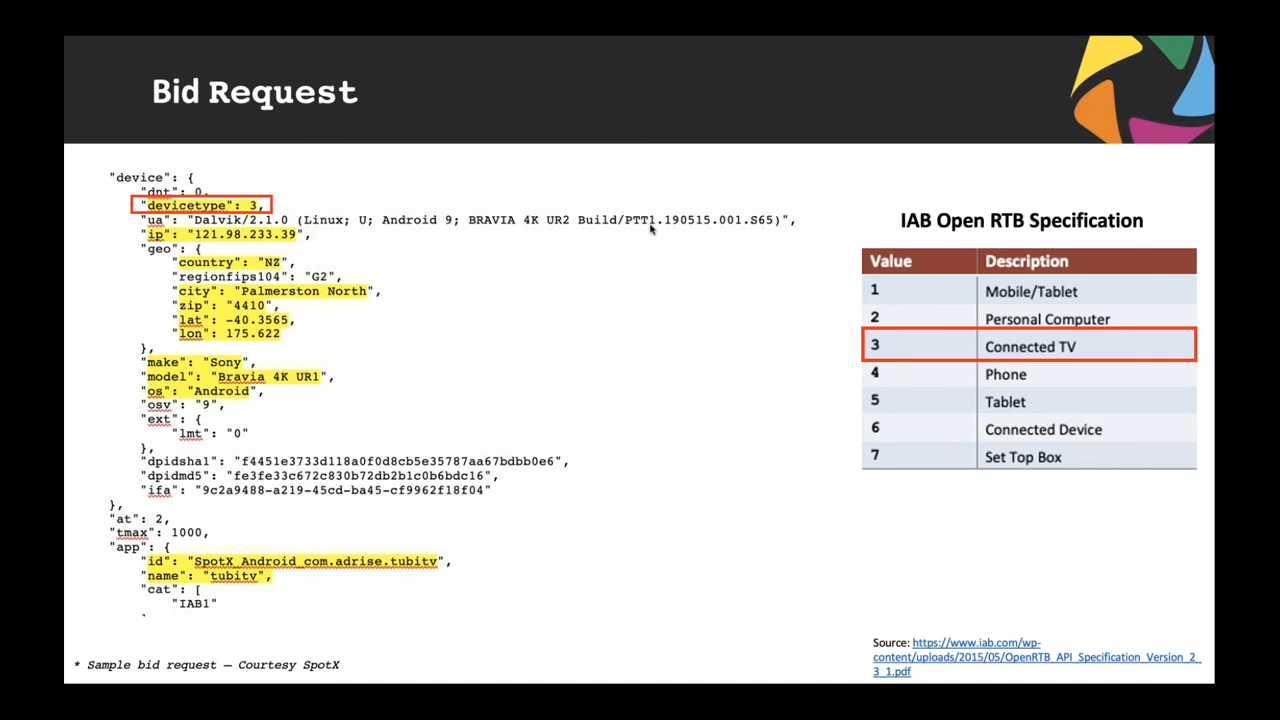 Bid Request
"device": {
"dnt": 0,
"devicetype": 3,
"ua": "Dalvik/2.1.0 (Linux; U; Android 9; BRAVIA 4K UR2 Build/PTT1.190515.001.S65)",
"ip": "121.98.233.39",
"geo": {
"country": "NZ",
"regionfips104": "G2",
"city": "Palmerston North",
"zip": "4410",
"lat": -40.3565,
"lon": 175.622
},
"make": "Sony",
"model": "Bravia 4K UR1",
"os": "Android",
"osv": "9",
"ext": {
"lmt": "0"
},
"dpidsha1": "f4451e3733d118a0f0d8cb5e35787aa67bdbb0e6",
"dpidmd5": "fe3fe33c672c830b72db2b1c0b6bdc16",
"ifa": "9c2a9488-a219-45cd-ba45-cf9962f18f04"
},
"at": 2,
"tmax": 1000,
"app": {
"id": "SpotX_Android_com.adrise.tubitv",
"name": "tubitv",
"cat": [
"IAB1"
* Sample bid request – Courtesy SpotX
IAB Open RTB Specification
Value Description
1 Mobile/Tablet
2 Personal Computer
3 Connected TV
4 Phone
5 Tablet
6 Connected Device
7 Set Top Box
Source: https://www.iab.com/wp-
content/uploads/2015/05/OpenRTB_API_Specification_Version_2_
3_1.pdf